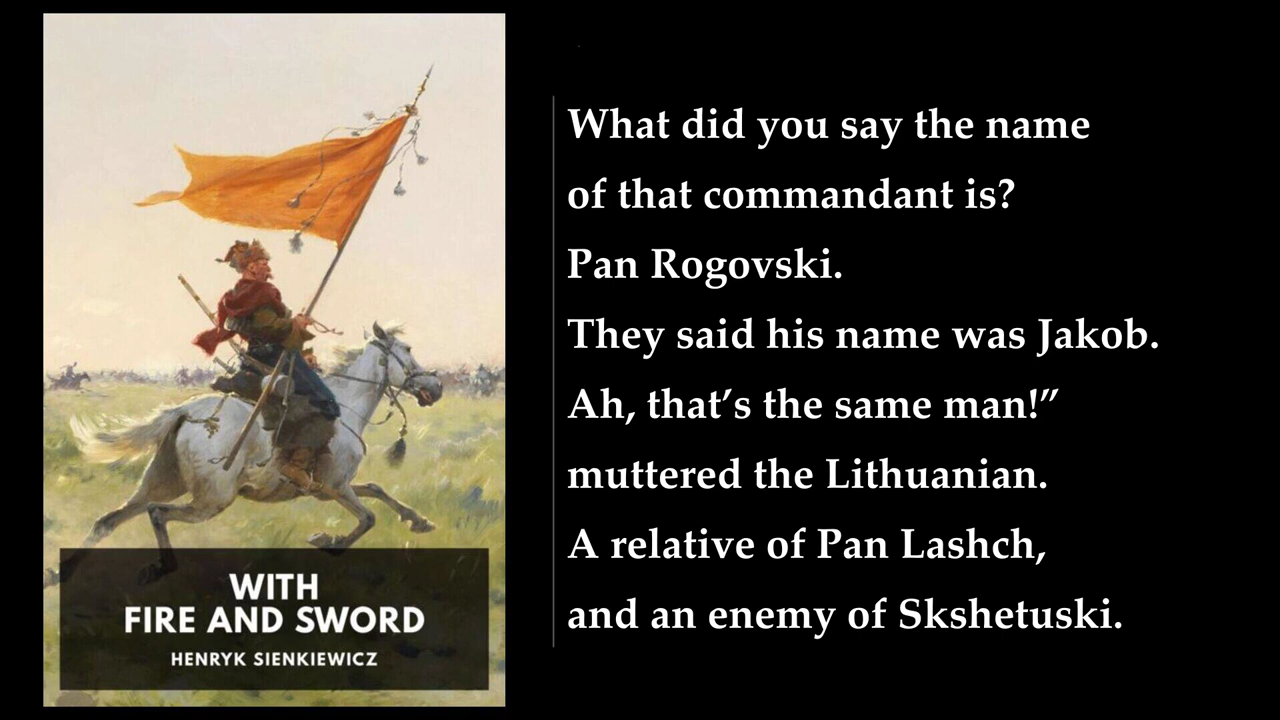 WITH
FIRE AND SWORD
HENRYK SIENKIEWICZ
What did you say the name
of that commandant is?
Pan Rogovski.
They said his name was Jakob.
Ah, that’s the same man!”
muttered the Lithuanian.
A relative of Pan Lashch,
and an enemy of Skshetuski.